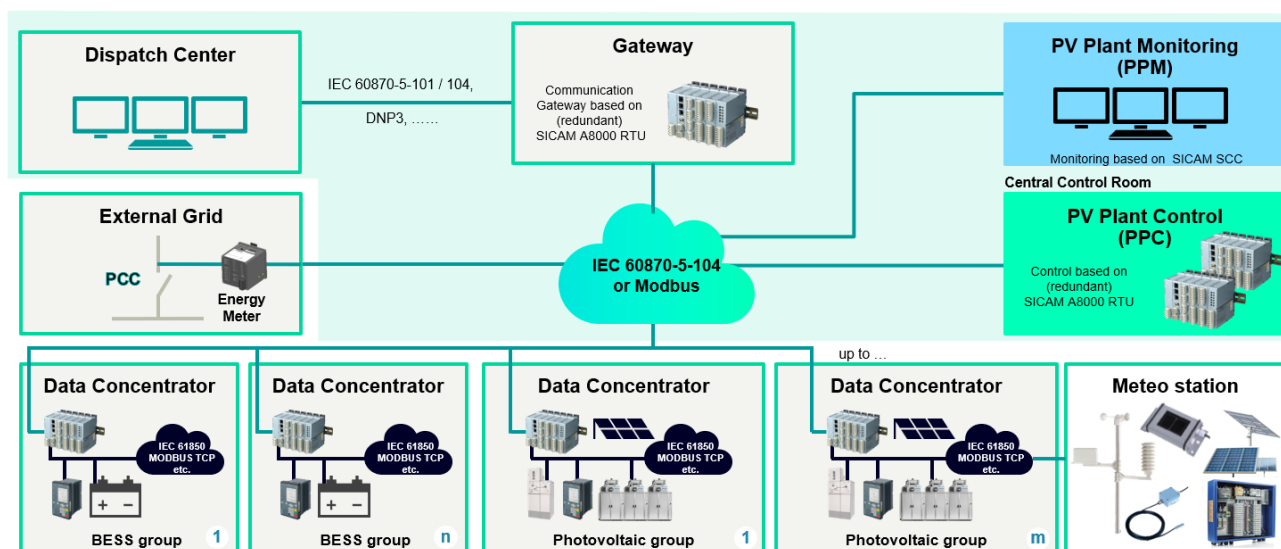 Dispatch Center
IEC 60870-5-101 / 104,
DNP3, ......
Gateway
Communication
Gateway based on
(redundant)
SICAM A8000 RTU
PV Plant Monitoring
(PPM)
Monitoring based on SICAM SCC
Central Control Room
External Grid
PCC
Energy
Meter
IEC 60870-5-104
or Modbus
PV Plant Control
(PPC)
Control based on
(redundant)
SICAM A8000 RTU
up to ...
Data Concentrator
IEC 61850
MODBUS TCP
etc.
+ −
BESS group
1
Data Concentrator
IEC 61850
MODBUS TCP
etc.
+ −
BESS group
n
Data Concentrator
IEC 61850
MODBUS TCP
etc.
Photovoltaic group
1
Data Concentrator
IEC 61850
MODBUS TCP
etc.
Photovoltaic group
m
Meteo station